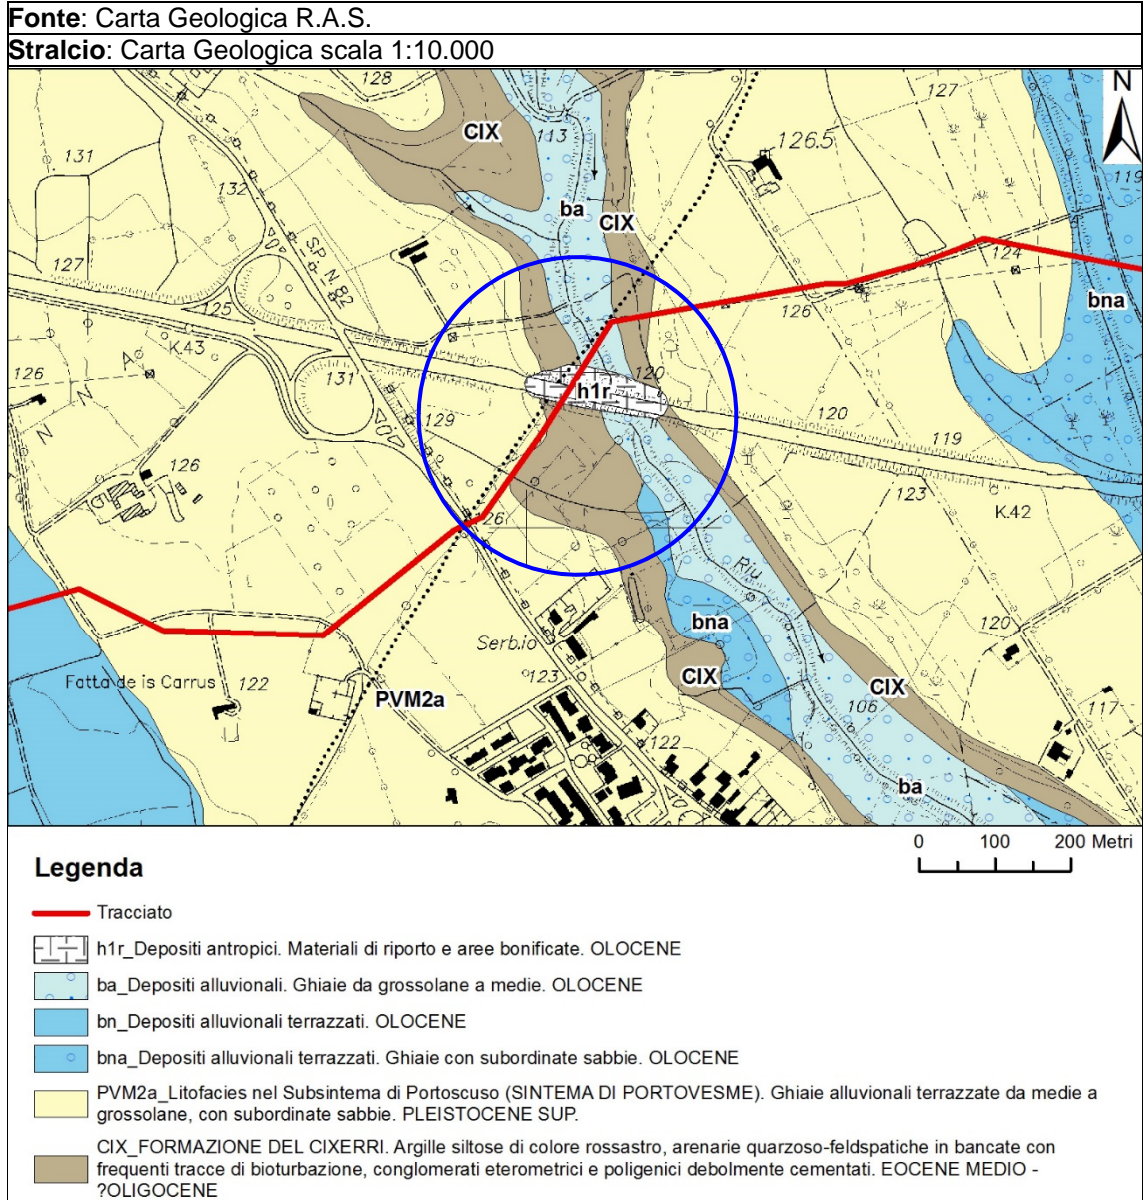 Fonte: Carta Geologica R.A.S.
Stralcio: Carta Geologica scala 1:10.000
N
128
127
CIX
113
126.5
131
119
132
ba
CIX
SP. N. 82
124
127
bna
125
126
K.43
120
131
h1r
126
129
120
119
126
123
K.42
126
Riu
bna
120
Serb.io
Fatta de is Carrus
122
123
CIX
CIX
PVM2a
106
117
122
ba
0 100 200 Metri
Legenda
Tracciato
h1r_Depositi antropici. Materiali di riporto e aree bonificate. OLOCENE
ba_Depositi alluvionali. Ghiaie da grossolane a medie. OLOCENE
bn_Depositi alluvionali terrazzati. OLOCENE
bna_Depositi alluvionali terrazzati. Ghiaie con subordinate sabbie. OLOCENE
PVM2a_Litofacies nel Subsintema di Portoscuso (SINTEMA DI PORTOVESME). Ghiaie alluvionali terrazzate da medie a
grossolane, con subordinate sabbie. PLEISTOCENE SUP.
CIX_FORMAZIONE DEL CIXERRI. Argille siltose di colore rossastro, arenarie quarzoso-feldspatiche in bancate con
frequenti tracce di bioturbazione, conglomerati eterometrici e poligenici debolmente cementati. EOCENE MEDIO -
?OLIGOCENE